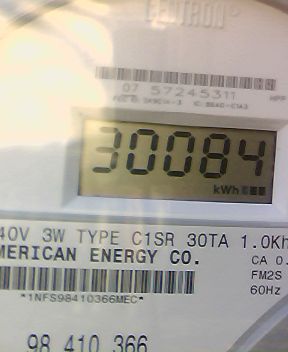 CENTRON®
07 57245311
30084
kWh
40V 3W TYPE C1SR 30TA 1.0Kh
MERICAN ENERGY CO.
CA 0.
FM2S
*1NFS98410366MEC*
60Hz
98 410 366